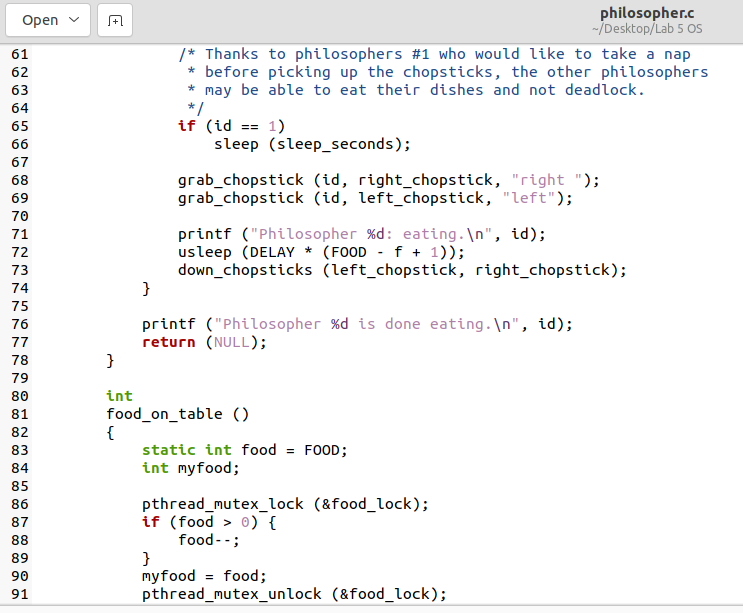 Open
philosopher.c
~/Desktop/Lab 5 OS
61 /* Thanks to philosophers #1 who would like to take a nap
62 * before picking up the chopsticks, the other philosophers
63 * may be able to eat their dishes and not deadlock.
64 */
65 if (id == 1)
66 sleep (sleep_seconds);
67
68 grab_chopstick (id, right_chopstick, "right ");
69 grab_chopstick (id, left_chopstick, "left");
70
71 printf ("Philosopher %d: eating.\n", id);
72 usleep (DELAY * (FOOD - f + 1));
73 down_chopsticks (left_chopstick, right_chopstick);
74 }
75
76 printf ("Philosopher %d is done eating.\n", id);
77 return (NULL);
78 }
79
80 int
81 food_on_table ()
82 {
83 static int food = FOOD;
84 int myfood;
85
86 pthread_mutex_lock (&food_lock);
87 if (food > 0) {
88 food--;
89 }
90 myfood = food;
91 pthread_mutex_unlock (&food_lock);